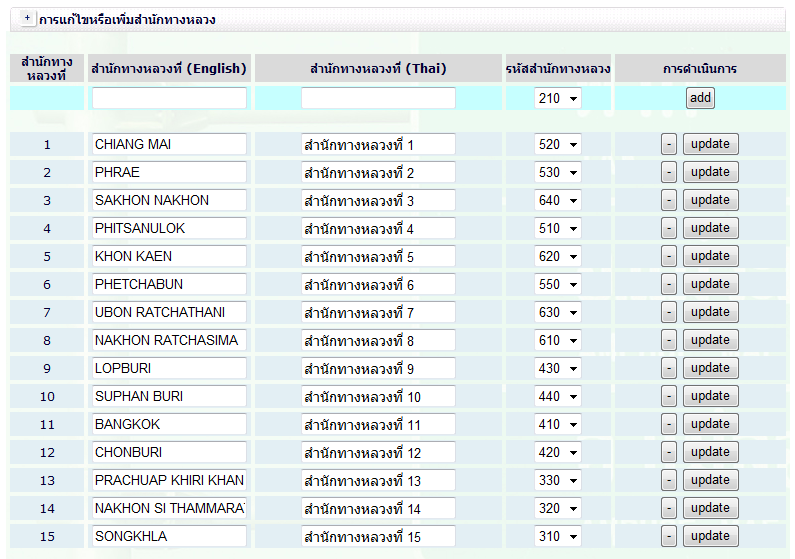 + การแก้ไขหรือเพิ่มสำนักทางหลวง
สำนักทาง
หลวงที่ สำนักทางหลวงที่ (English) สำนักทางหลวงที่ (Thai) รหัสสำนักทางหลวง การดำเนินการ
210 add
1 CHIANG MAI สำนักทางหลวงที่ 1 520 - update
2 PHRAE สำนักทางหลวงที่ 2 530 - update
3 SAKHON NAKHON สำนักทางหลวงที่ 3 640 - update
4 PHITSANULOK สำนักทางหลวงที่ 4 510 - update
5 KHON KAEN สำนักทางหลวงที่ 5 620 - update
6 PHETCHABUN สำนักทางหลวงที่ 6 550 - update
7 UBON RATCHATHANI สำนักทางหลวงที่ 7 630 - update
8 NAKHON RATCHASIMA สำนักทางหลวงที่ 8 610 - update
9 LOPBURI สำนักทางหลวงที่ 9 430 - update
10 SUPHAN BURI สำนักทางหลวงที่ 10 440 - update
11 BANGKOK สำนักทางหลวงที่ 11 410 - update
12 CHONBURI สำนักทางหลวงที่ 12 420 - update
13 PRACHUAP KHIRI KHAN สำนักทางหลวงที่ 13 330 - update
14 NAKHON SI THAMMARA สำนักทางหลวงที่ 14 320 - update
15 SONGKHLA สำนักทางหลวงที่ 15 310 - update